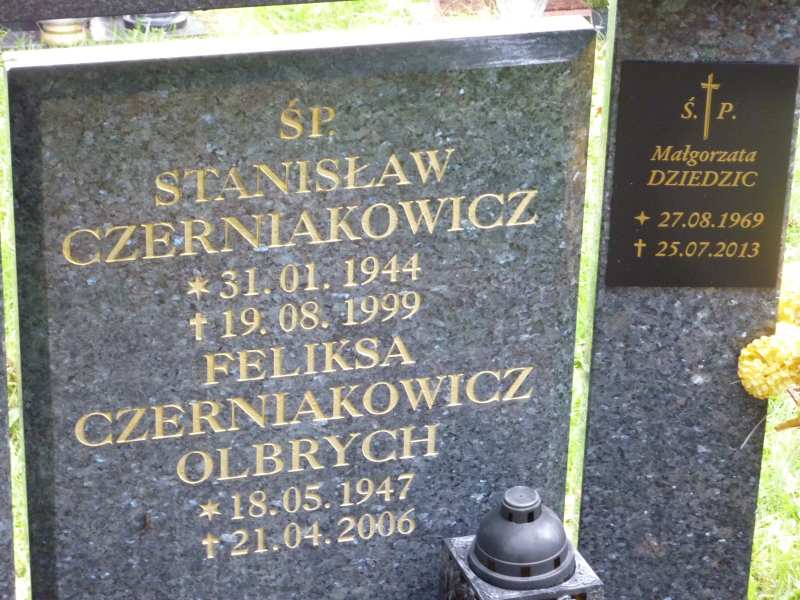 ŚP.
STANISŁAW
CZERNIAKOWICZ
* 31. 01. 1944
† 19. 08. 1999
FELIKSA
CZERNIAKOWICZ
OLBRYCH
* 18. 05. 1947
† 21. 04. 2006
Ś. † P.
Małgorzata
DZIEDZIC
✦ 27.08.1969
† 25.07.2013